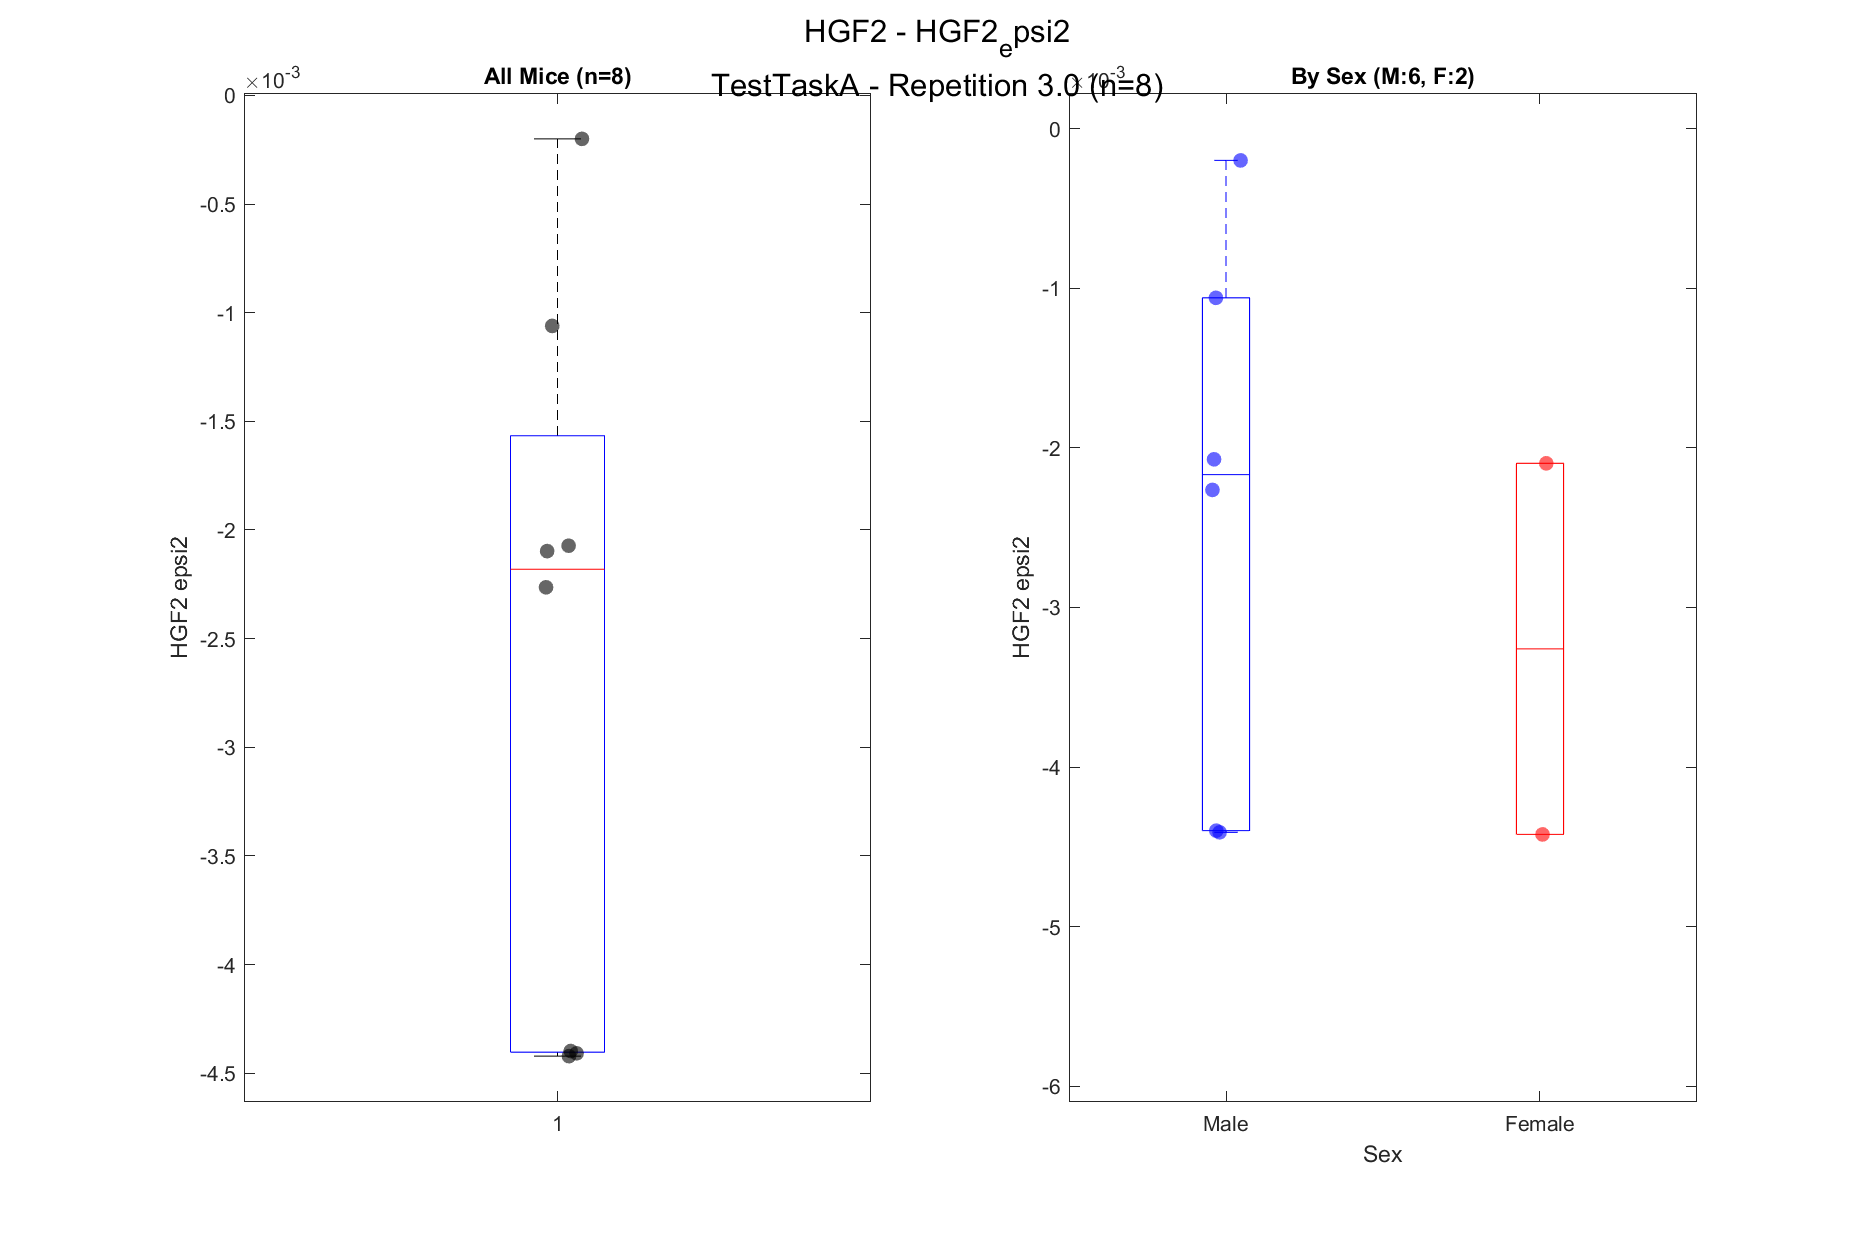 HGF2 - HGF2epsi2
TestTaskA - Repetition 3.0 (n=8)
All Mice (n=8)
×10-3
0
-0.5
-1
-1.5
-2
-2.5
-3
-3.5
-4
-4.5
HGF2 epsi2
1
By Sex (M:6, F:2)
×10-3
0
-1
-2
-3
-4
-5
-6
HGF2 epsi2
Male Female
Sex